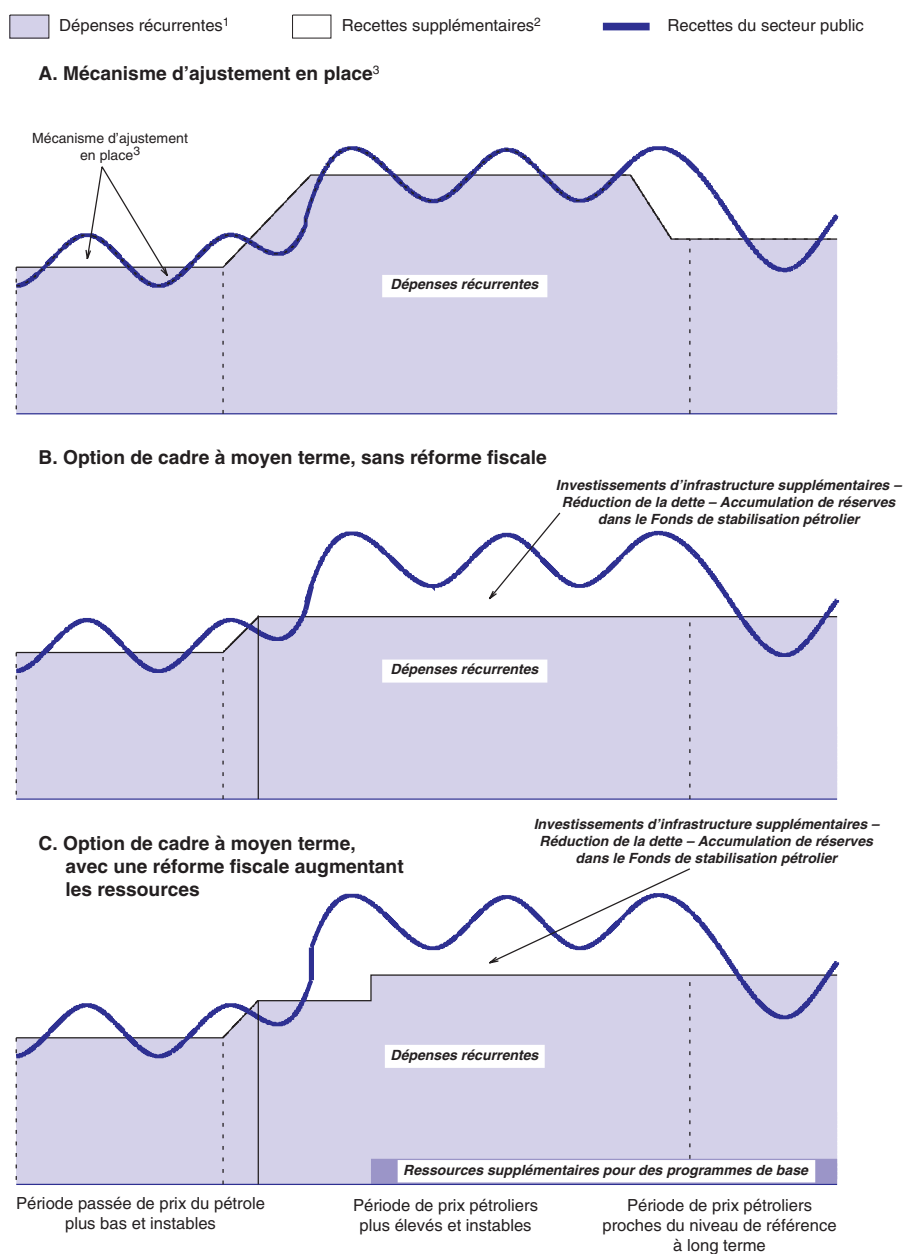 Dépenses récurrentes¹ Recettes supplémentaires² Recettes du secteur public
A. Mécanisme d'ajustement en place³
Mécanisme d'ajustement
en place³
Dépenses récurrentes
B. Option de cadre à moyen terme, sans réforme fiscale
Investissements d'infrastructure supplémentaires –
Réduction de la dette – Accumulation de réserves
dans le Fonds de stabilisation pétrolier
Dépenses récurrentes
C. Option de cadre à moyen terme,
avec une réforme fiscale augmentant
les ressources
Investissements d'infrastructure supplémentaires –
Réduction de la dette – Accumulation de réserves
dans le Fonds de stabilisation pétrolier
Dépenses récurrentes
Ressources supplémentaires pour des programmes de base
Période passée de prix du pétrole
plus bas et instables
Période de prix pétroliers
plus élevés et instables
Période de prix pétroliers
proches du niveau de référence
à long terme